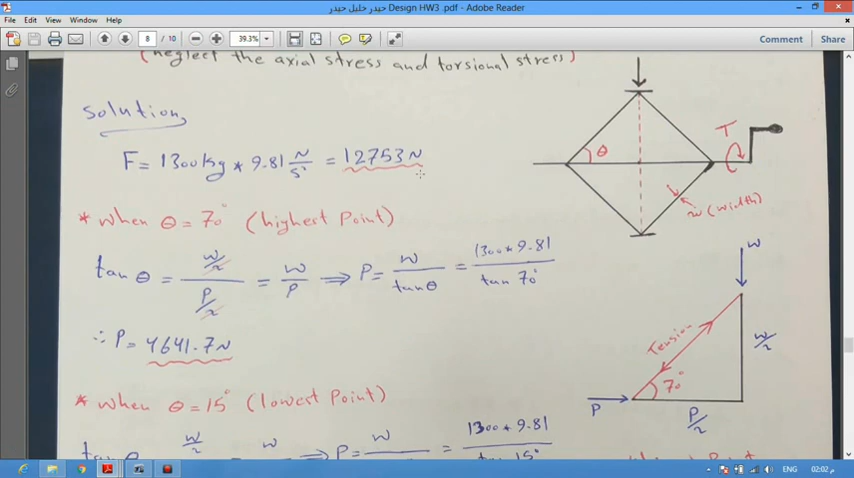 حيدر خليل حيدر Design HW3 .pdf - Adobe Reader
File Edit View Window Help
8 / 10 39.3% Comment Share
(neglect the axial stress and torsional stress)
Solution,
F = 1300 kg * 9.81 N/s² = 12753 N
* when θ = 70° (highest Point)
tan θ = (w/2)/(P/2) = w/P ⟹ P = w/tanθ = 1300*9.81/tan 70°
∴ P = 4641.7 N
* when θ = 15° (lowest Point)
tan θ w/2 w ⟹ P = w = 1300*9.81/tan 15°
θ
T
w (width)
w
Tension
w/2
70°
P
P/2
ENG 02:02 م